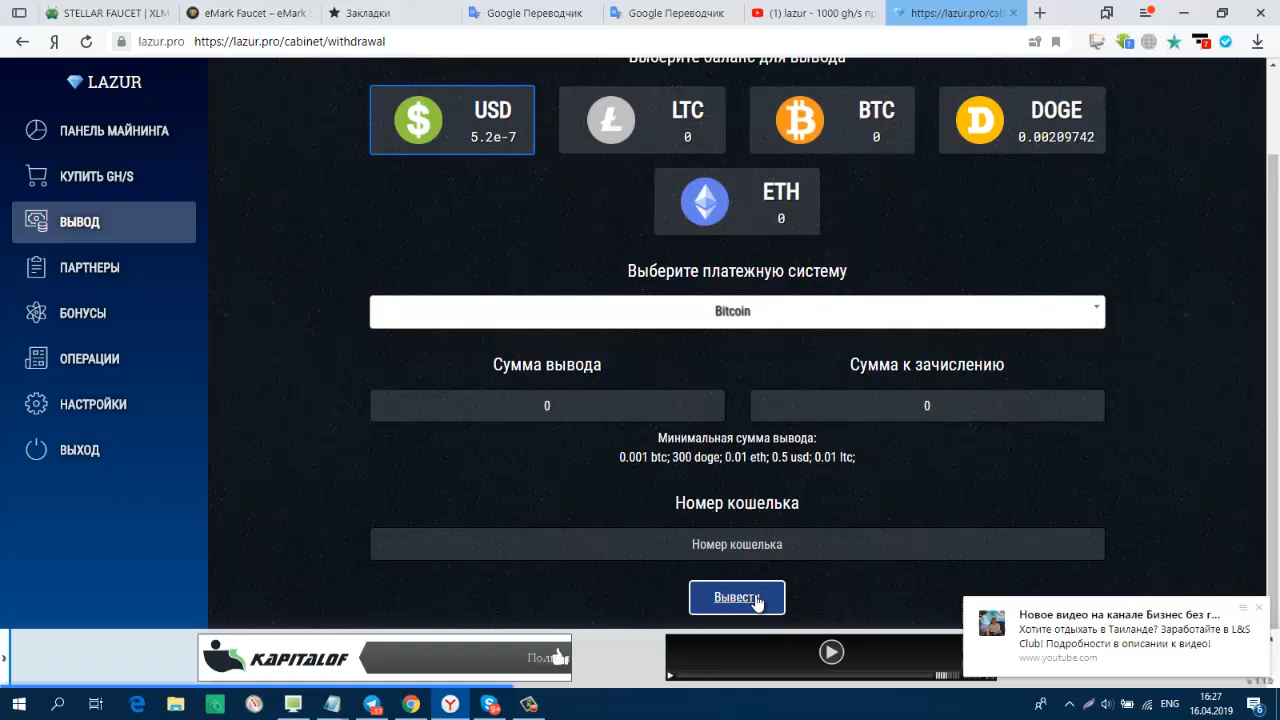 STELLAR FAUCET | XLM
eMark Faucet – eMark S
Закладки
Google Переводчик
Google Переводчик
(1) lazur - 1000 gh/s пр
https://lazur.pro/cab
lazur.pro https://lazur.pro/cabinet/withdrawal
LAZUR
ПАНЕЛЬ МАЙНИНГА
КУПИТЬ GH/S
ВЫВОД
ПАРТНЕРЫ
БОНУСЫ
ОПЕРАЦИИ
НАСТРОЙКИ
ВЫХОД
Выберите баланс для вывода
USD
5.2e-7
LTC
0
BTC
0
DOGE
0.00209742
ETH
0
Выберите платежную систему
Bitcoin
Сумма вывода
Сумма к зачислению
0
0
Минимальная сумма вывода:
0.001 btc; 300 doge; 0.01 eth; 0.5 usd; 0.01 ltc;
Номер кошелька
Номер кошелька
Вывести
KAPITALOF
Новое видео на канале Бизнес без г...
Хотите отдыхать в Таиланде? Заработайте в L&S
Club! Подробности в описании к видео!
www.youtube.com
16:27
16.04.2019